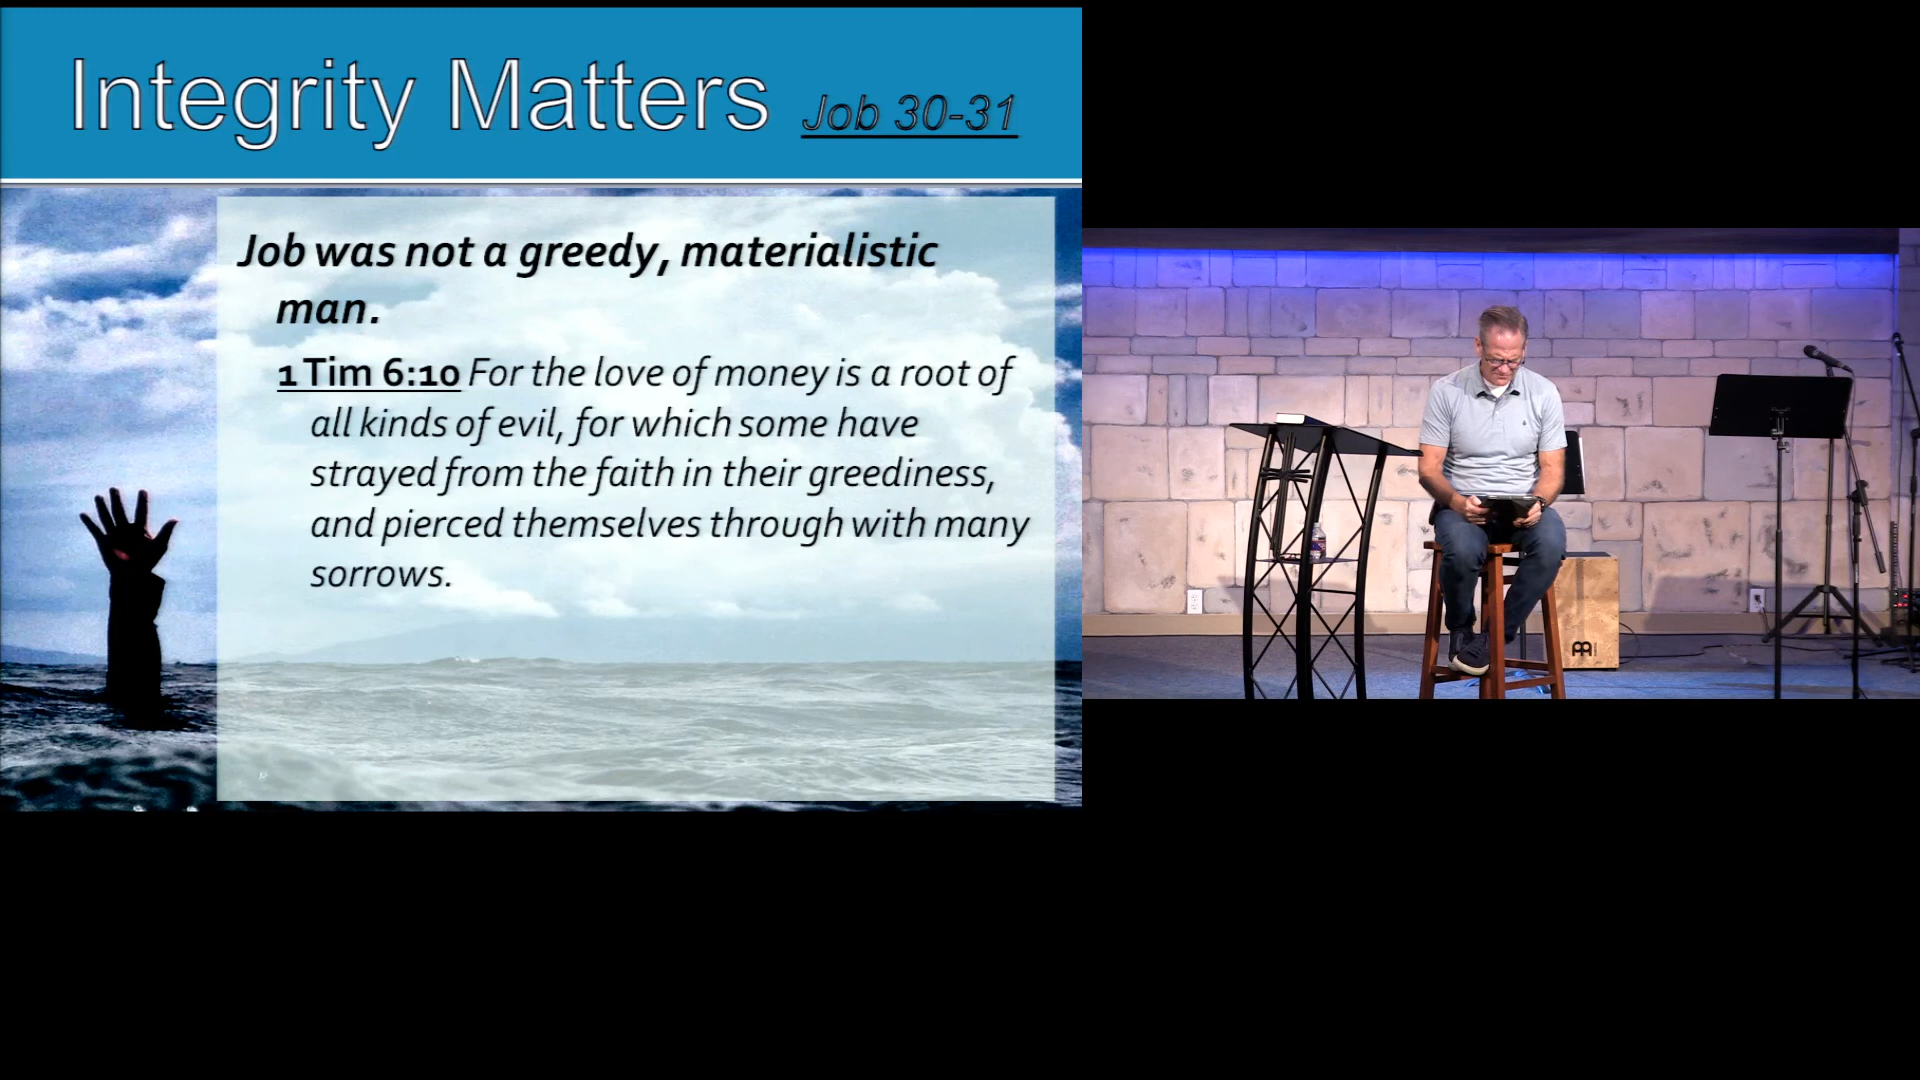 Integrity Matters Job 30-31
Job was not a greedy, materialistic
man.
1 Tim 6:10 For the love of money is a root of
all kinds of evil, for which some have
strayed from the faith in their greediness,
and pierced themselves through with many
sorrows.